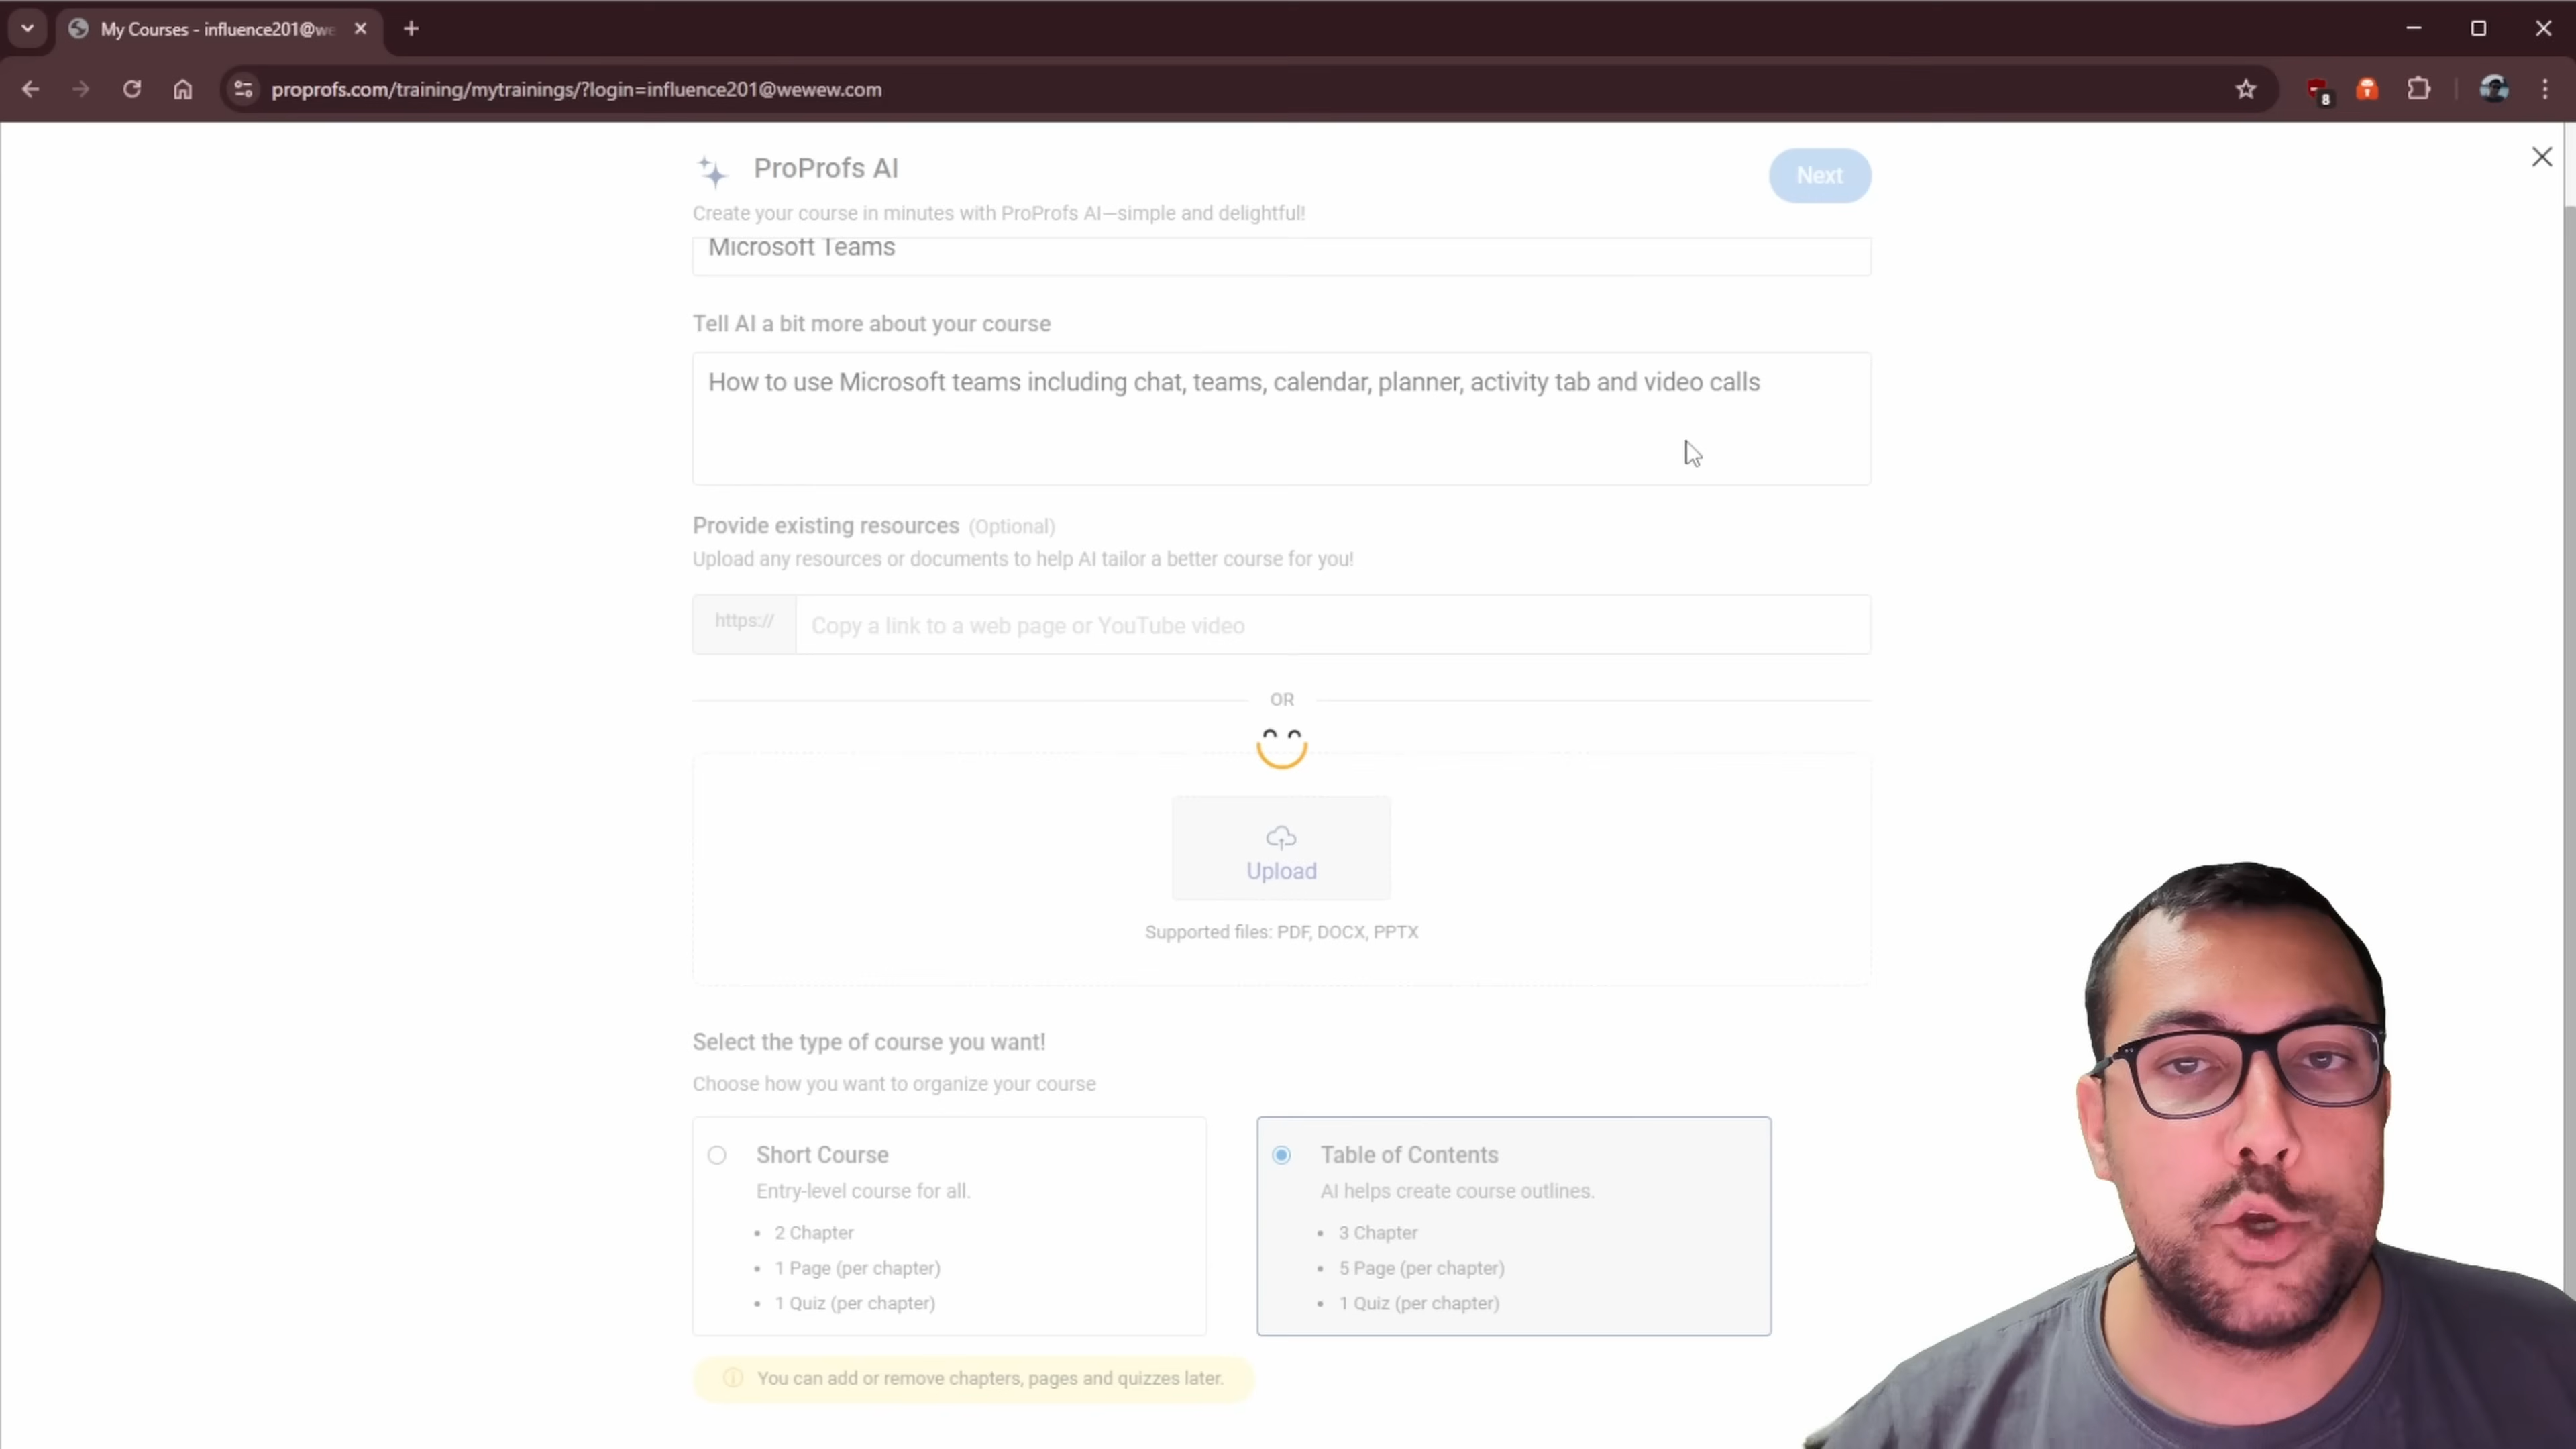 My Courses - influence201@we
proprofs.com/training/mytrainings/?login=influence201@wewew.com
8
ProProfs AI
Next
Create your course in minutes with ProProfs AI—simple and delightful!
Microsoft Teams
Tell AI a bit more about your course
How to use Microsoft teams including chat, teams, calendar, planner, activity tab and video calls
Provide existing resources (Optional)
Upload any resources or documents to help AI tailor a better course for you!
https:// Copy a link to a web page or YouTube video
OR
Upload
Supported files: PDF, DOCX, PPTX
Select the type of course you want!
Choose how you want to organize your course
Short Course
Entry-level course for all.
• 2 Chapter
• 1 Page (per chapter)
• 1 Quiz (per chapter)
Table of Contents
AI helps create course outlines.
• 3 Chapter
• 5 Page (per chapter)
• 1 Quiz (per chapter)
You can add or remove chapters, pages and quizzes later.